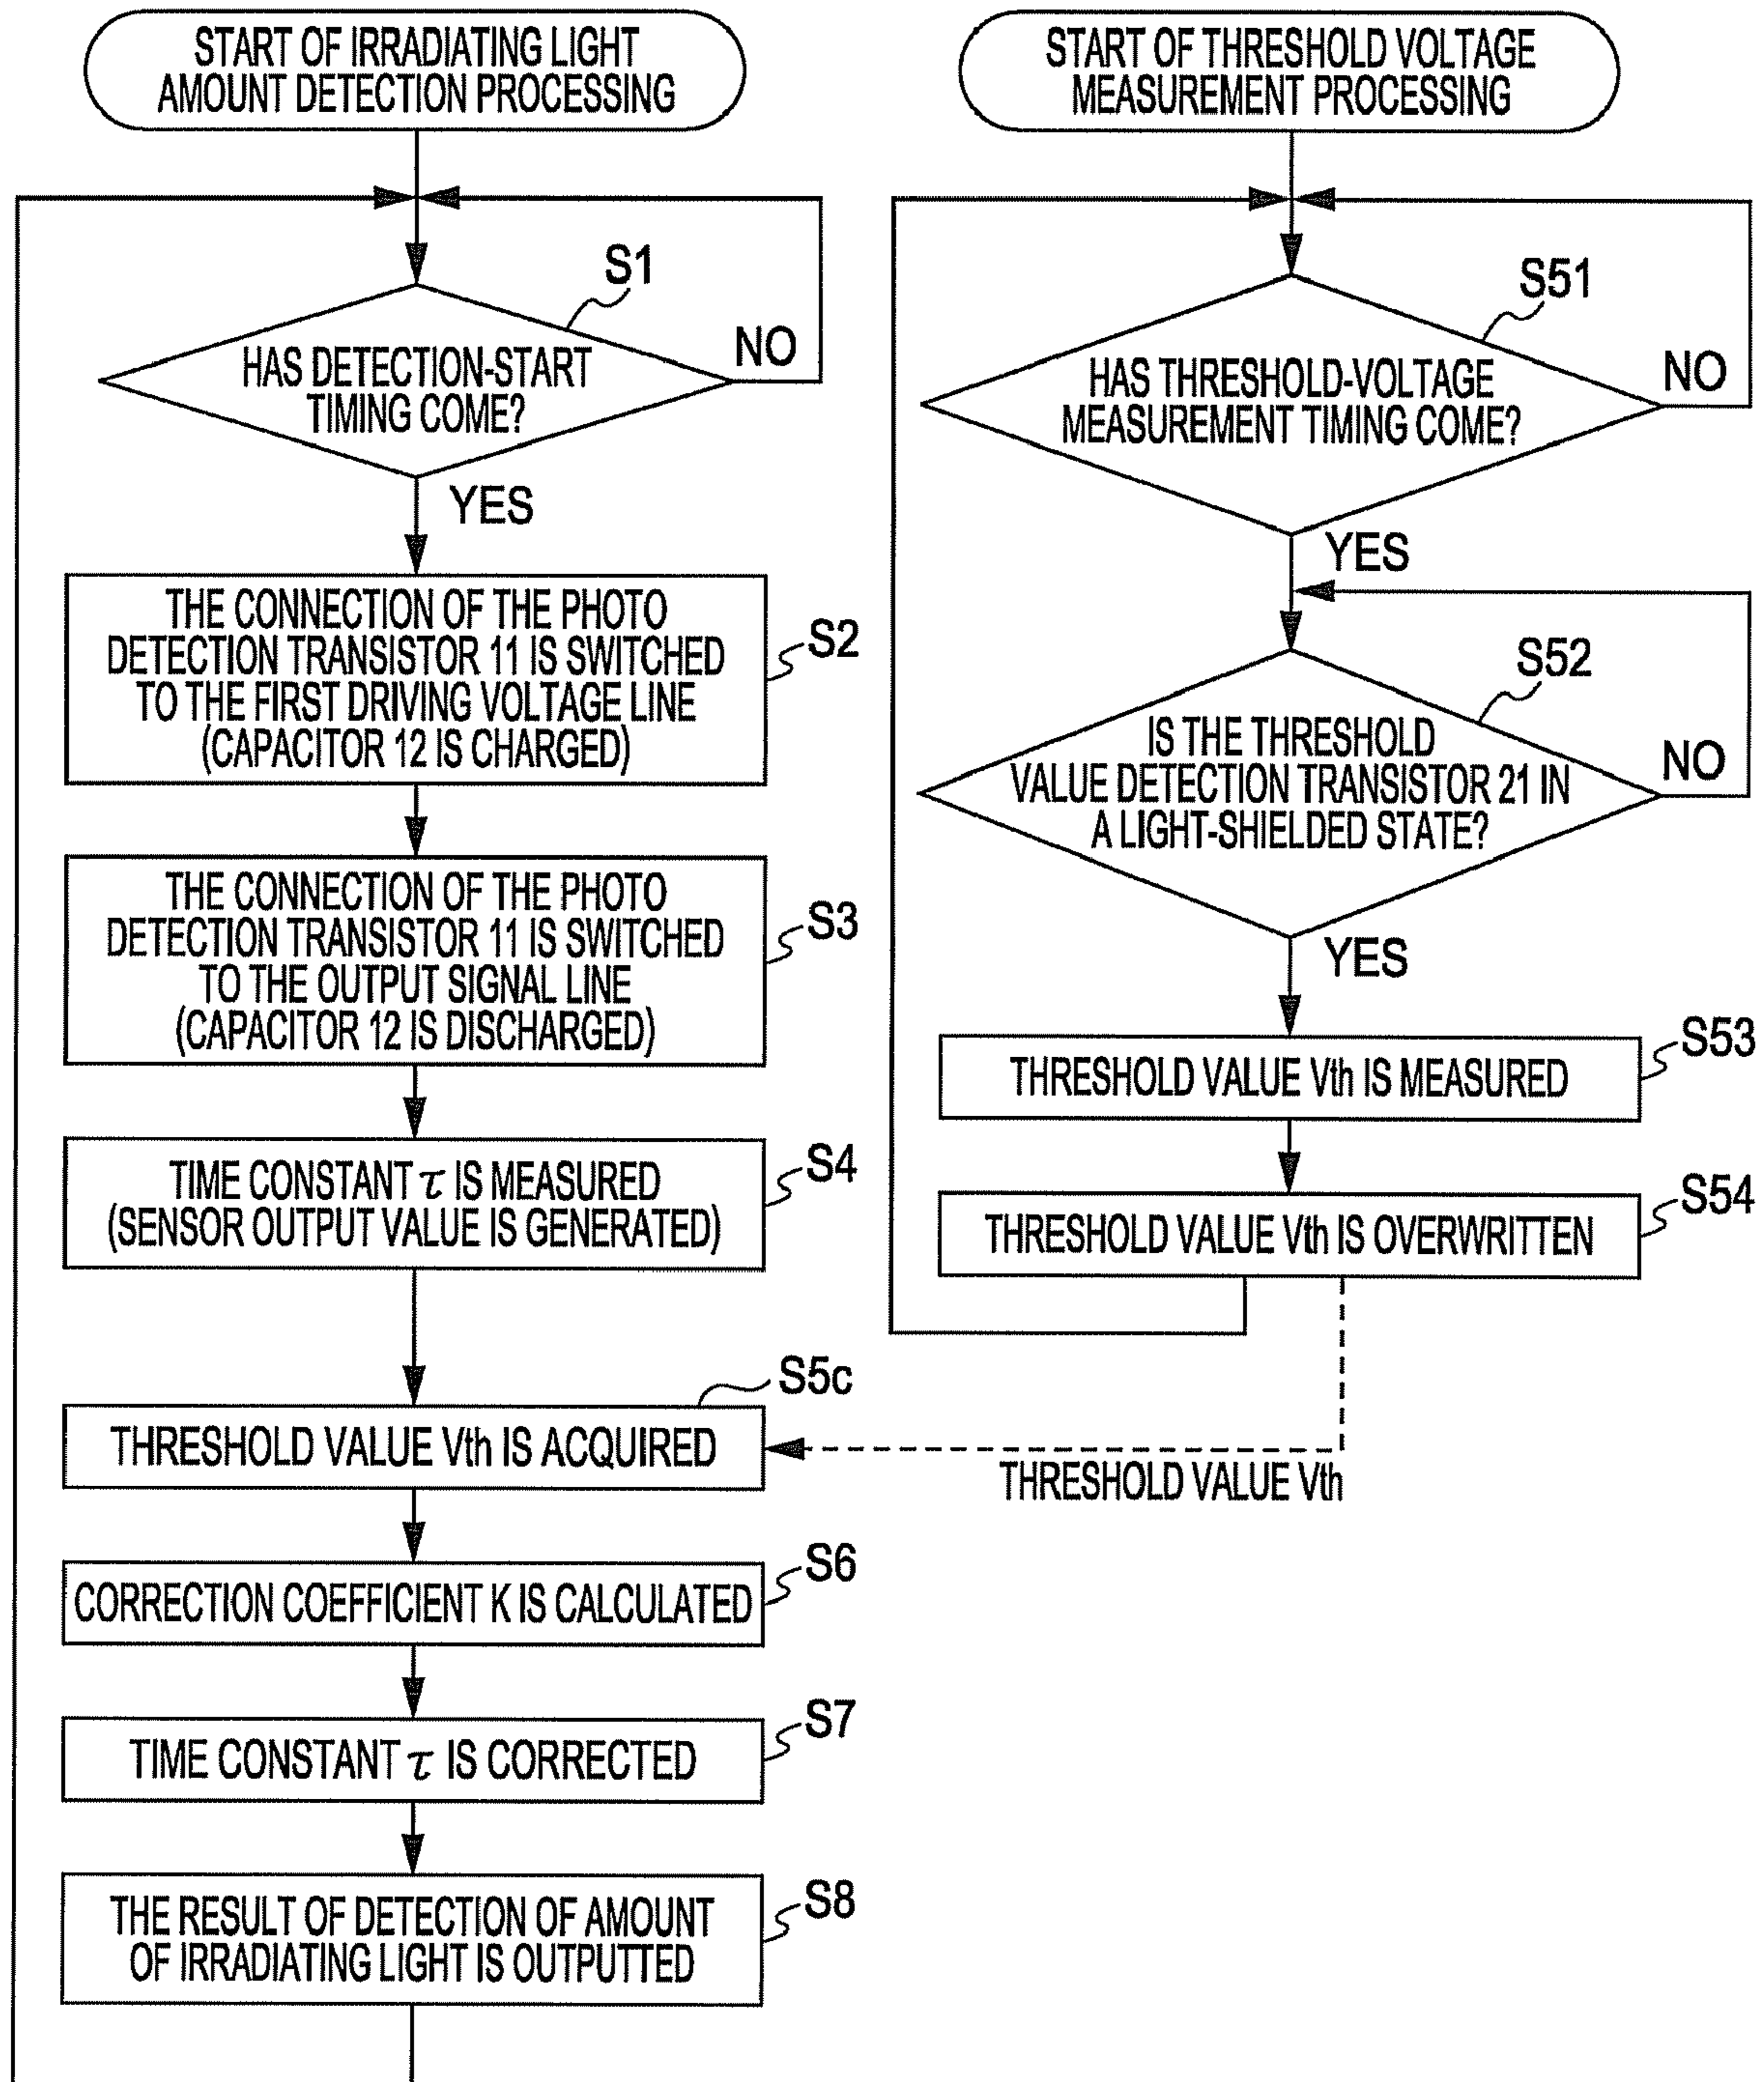 START OF IRRADIATING LIGHT
AMOUNT DETECTION PROCESSING
S1
HAS DETECTION-START
TIMING COME?
NO
YES
THE CONNECTION OF THE PHOTO
DETECTION TRANSISTOR 11 IS SWITCHED
TO THE FIRST DRIVING VOLTAGE LINE
(CAPACITOR 12 IS CHARGED)
S2
THE CONNECTION OF THE PHOTO
DETECTION TRANSISTOR 11 IS SWITCHED
TO THE OUTPUT SIGNAL LINE
(CAPACITOR 12 IS DISCHARGED)
S3
TIME CONSTANT τ IS MEASURED
(SENSOR OUTPUT VALUE IS GENERATED)
S4
S5c
THRESHOLD VALUE Vth IS ACQUIRED
CORRECTION COEFFICIENT K IS CALCULATED
S6
TIME CONSTANT τ IS CORRECTED
S7
THE RESULT OF DETECTION OF AMOUNT
OF IRRADIATING LIGHT IS OUTPUTTED
S8
START OF THRESHOLD VOLTAGE
MEASUREMENT PROCESSING
S51
HAS THRESHOLD-VOLTAGE
MEASUREMENT TIMING COME?
NO
YES
S52
IS THE THRESHOLD
VALUE DETECTION TRANSISTOR 21 IN
A LIGHT-SHIELDED STATE?
NO
YES
THRESHOLD VALUE Vth IS MEASURED
S53
THRESHOLD VALUE Vth IS OVERWRITTEN
S54
THRESHOLD VALUE Vth